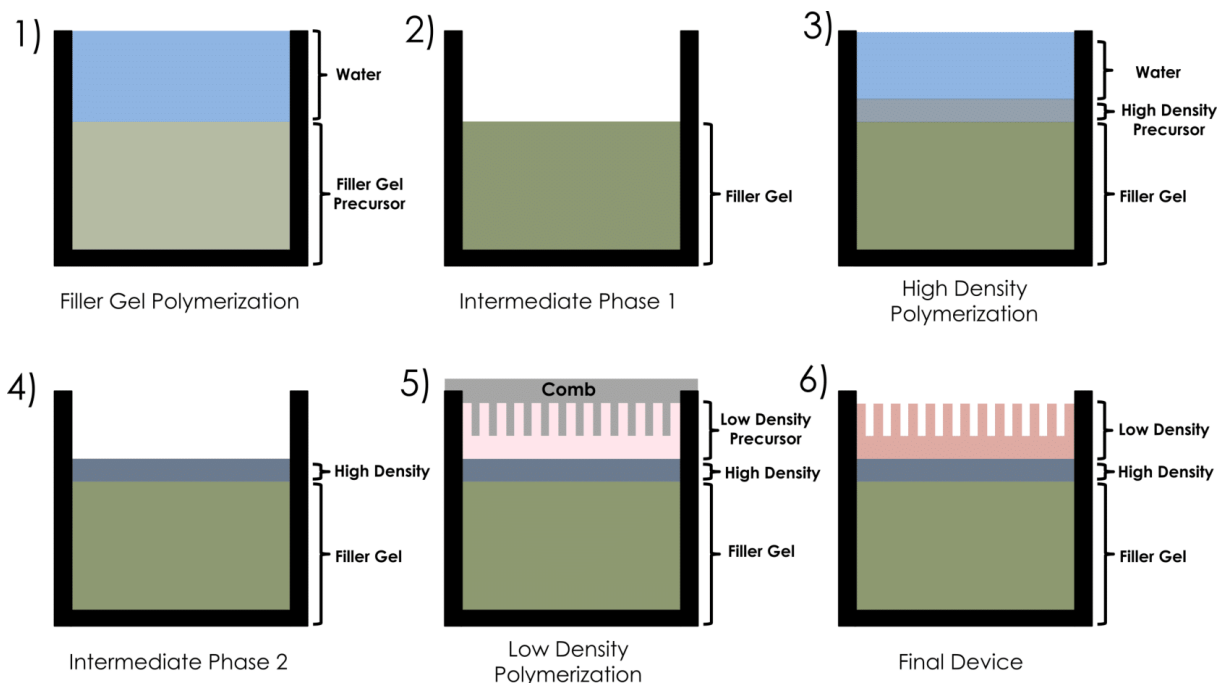 1)
Water
Filler Gel
Precursor
Filler Gel Polymerization
2)
Filler Gel
Intermediate Phase 1
3)
Water
High Density
Precursor
Filler Gel
High Density
Polymerization
4)
High Density
Filler Gel
Intermediate Phase 2
5)
Comb
Low Density
Precursor
High Density
Filler Gel
Low Density
Polymerization
6)
Low Density
High Density
Filler Gel
Final Device